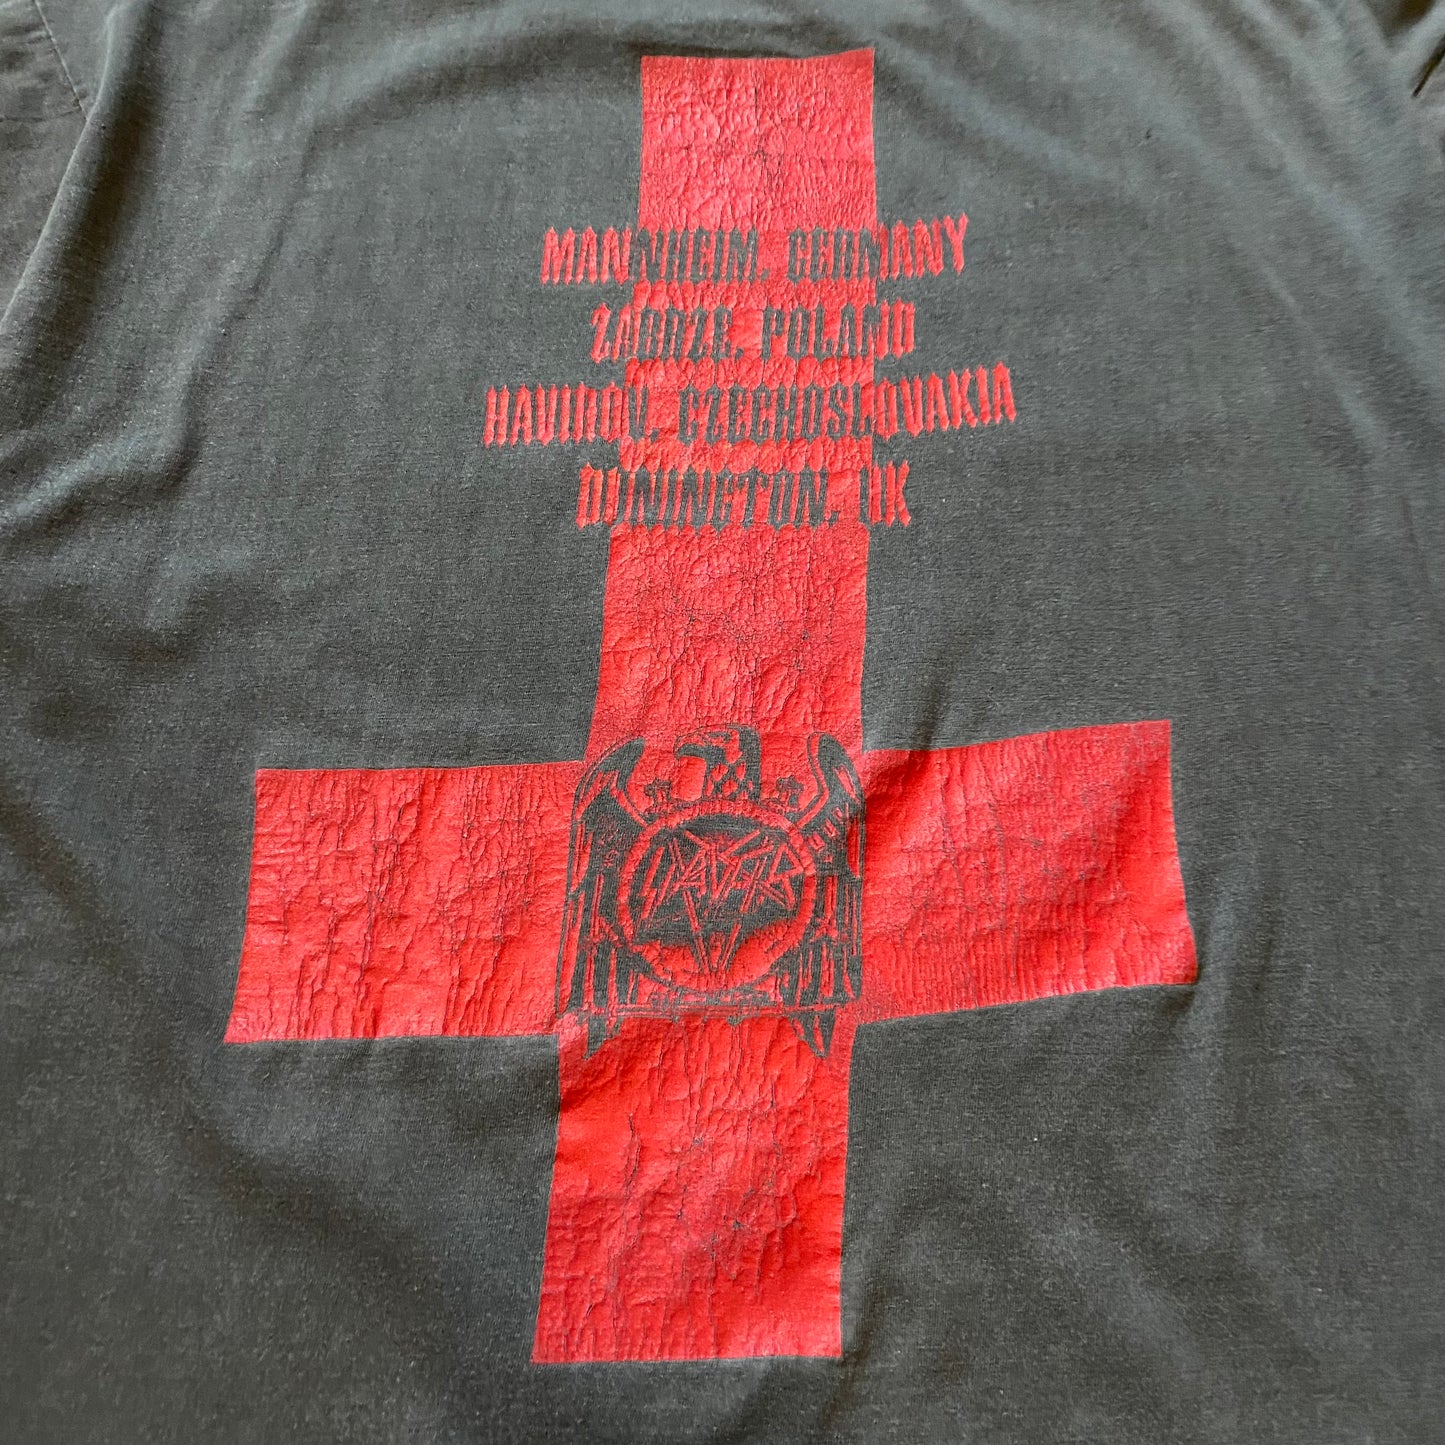 MANNHEIM, GERMANY
ZABRZE, POLAND
HAVIROV, CZECHOSLOVAKIA
DONINGTON, UK
SLAYER